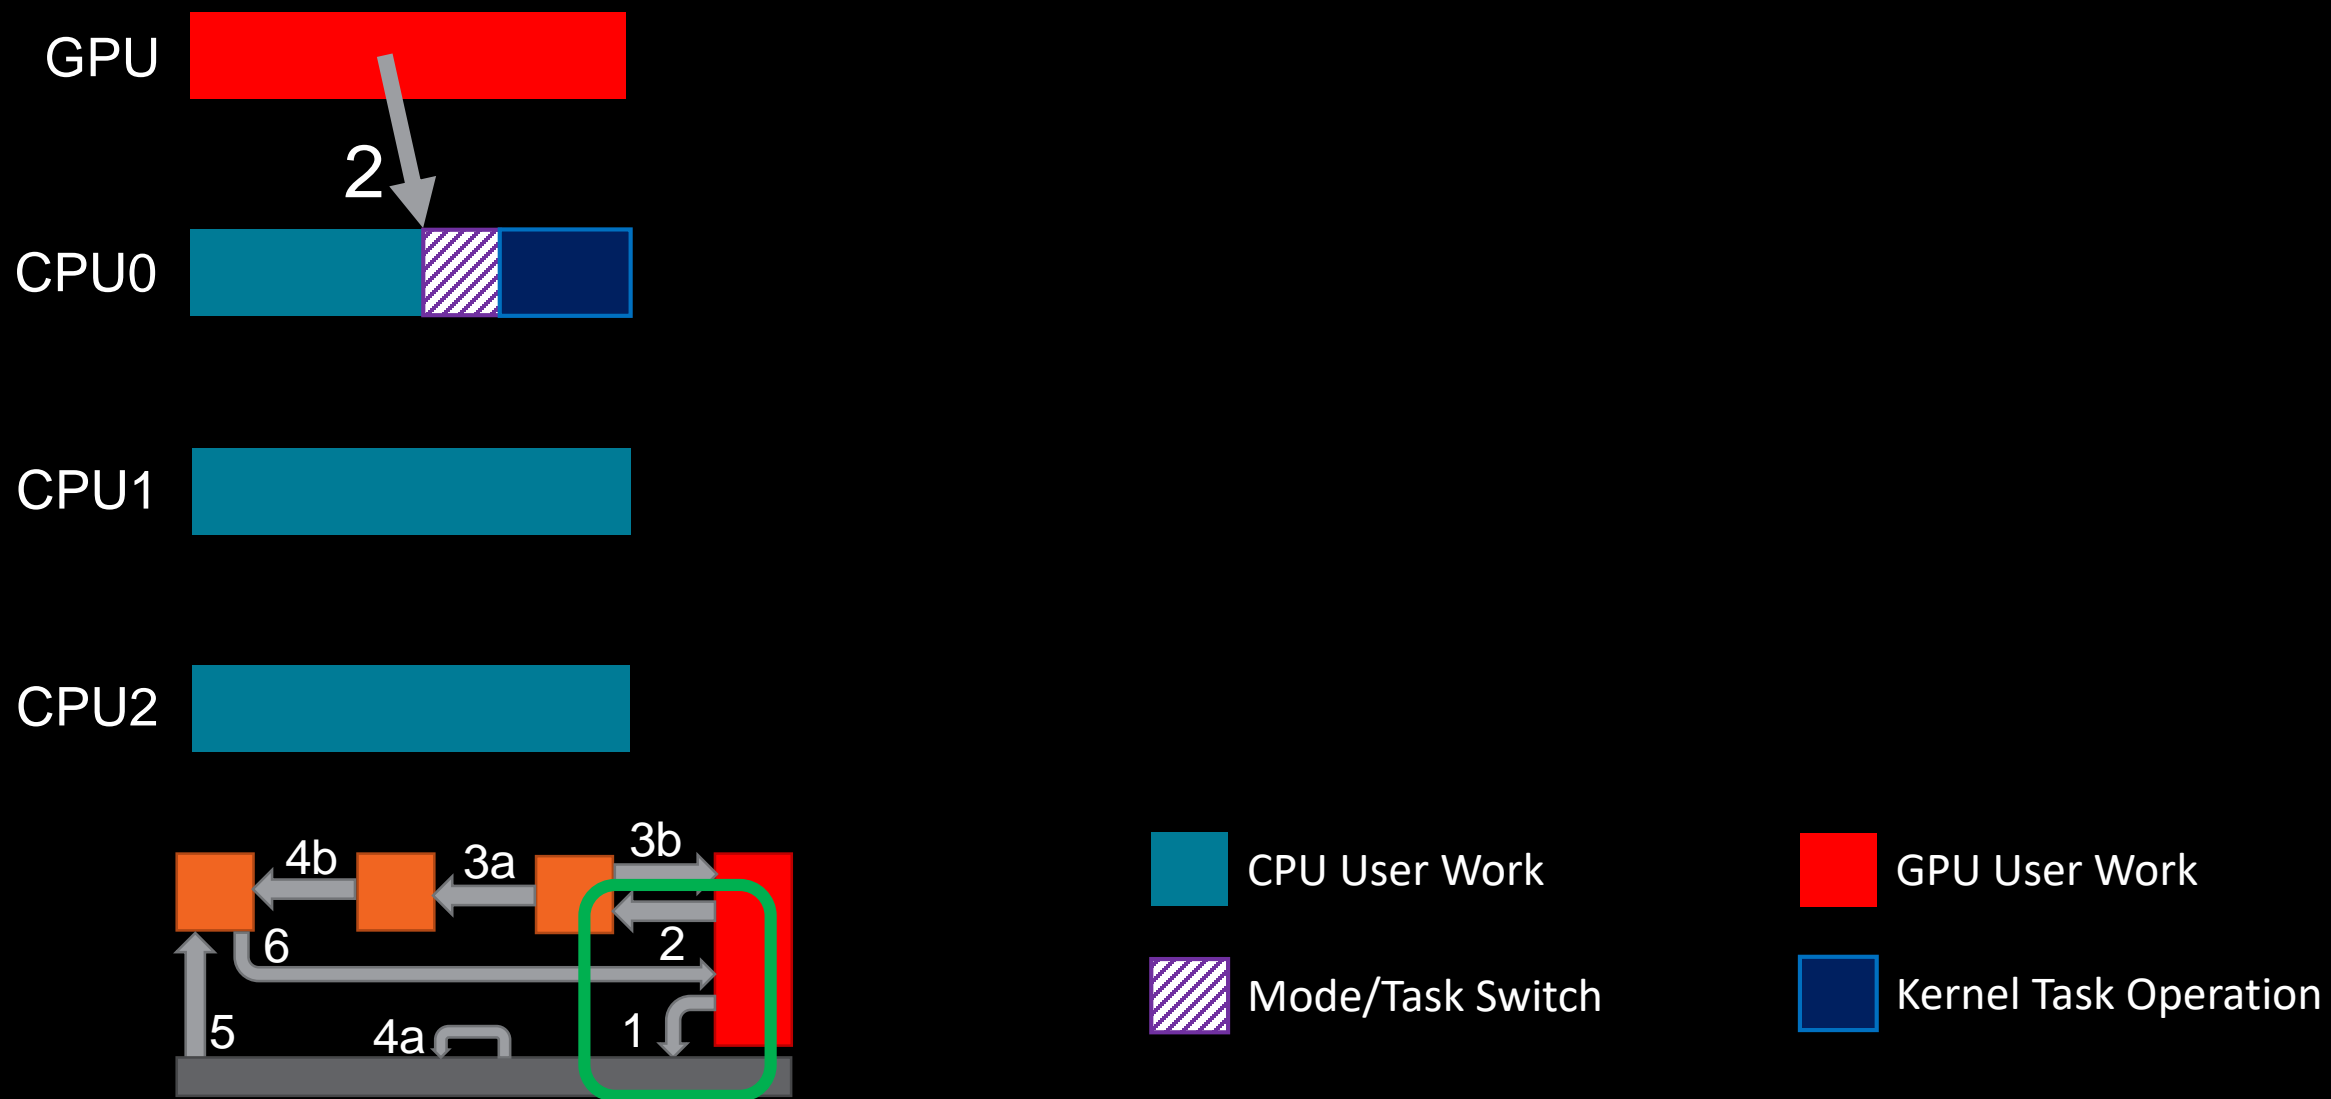 GPU
2
CPU0
CPU1
CPU2
3b
4b
3a
6
2
5
4a
1
CPU User Work
GPU User Work
Mode/Task Switch
Kernel Task Operation